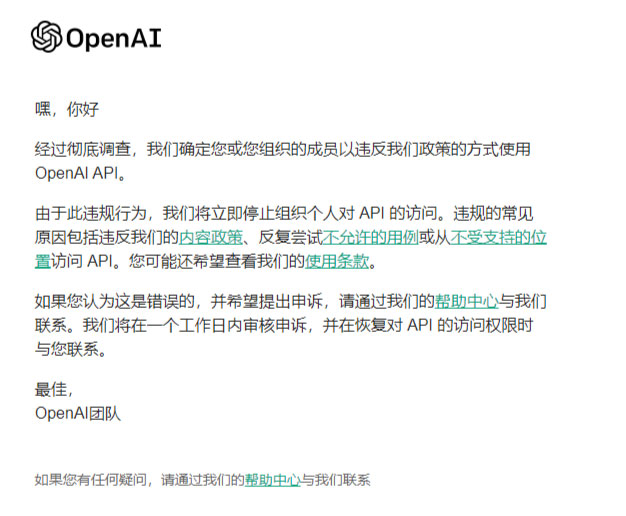 OpenAI
嘿，你好
经过彻底调查，我们确定您或您组织的成员以违反我们政策的方式使用
OpenAI API。
由于此违规行为，我们将立即停止组织个人对 API 的访问。违规的常见
原因包括违反我们的内容政策、反复尝试不允许的用例或从不受支持的位
置访问 API。您可能还希望查看我们的使用条款。
如果您认为这是错误的，并希望提出申诉，请通过我们的帮助中心与我们
联系。我们将在一个工作日内审核申诉，并在恢复对 API 的访问权限时
与您联系。
最佳，
OpenAI团队
如果您有任何疑问，请通过我们的帮助中心与我们联系